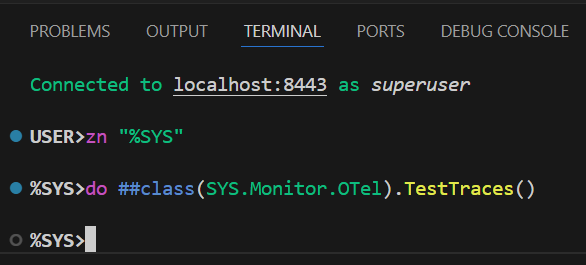 PROBLEMS OUTPUT TERMINAL PORTS DEBUG CONSOLE
Connected to localhost:8443 as superuser
USER>zn "%SYS"
%SYS>do ##class(SYS.Monitor.OTel).TestTraces()
%SYS>